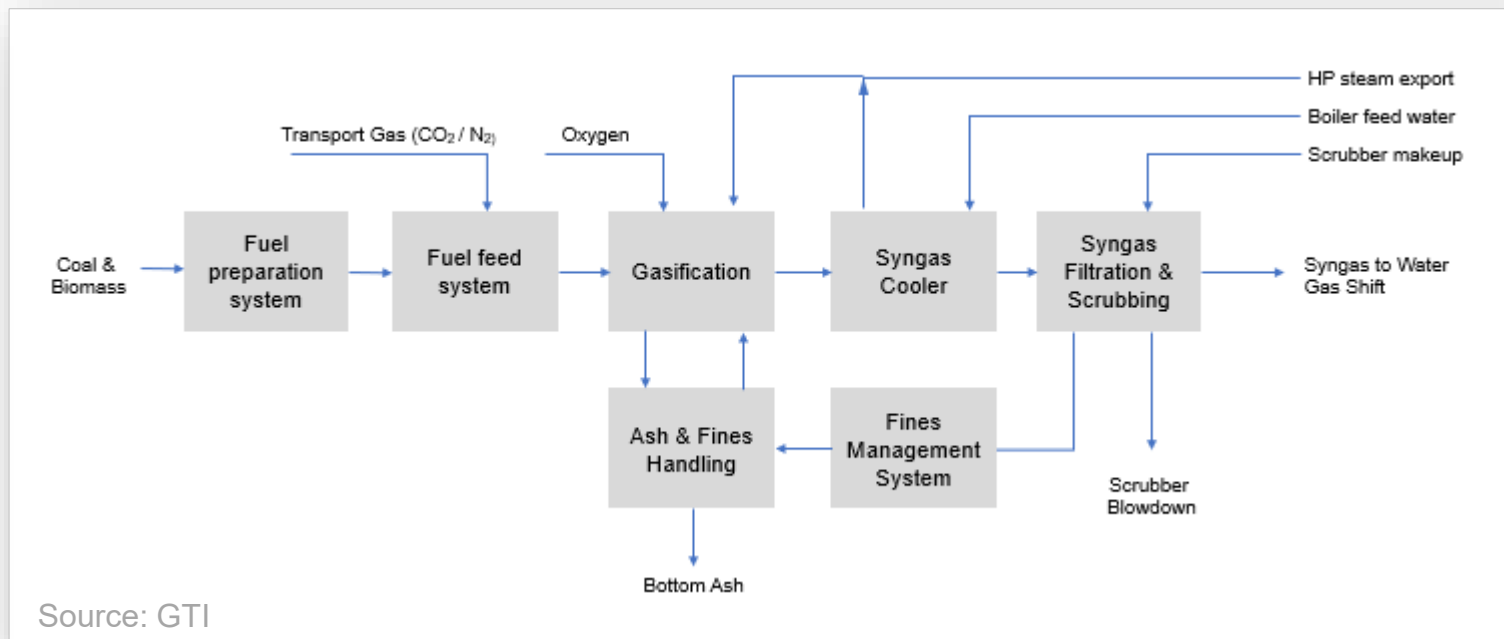 HP steam export
Boiler feed water
Transport Gas (CO₂ / N₂)
Oxygen
Scrubber makeup
Coal &
Biomass
Fuel
preparation
system
Fuel feed
system
Gasification
Syngas
Cooler
Syngas
Filtration &
Scrubbing
Syngas to Water
Gas Shift
Ash & Fines
Handling
Fines
Management
System
Scrubber
Blowdown
Bottom Ash
Source: GTI